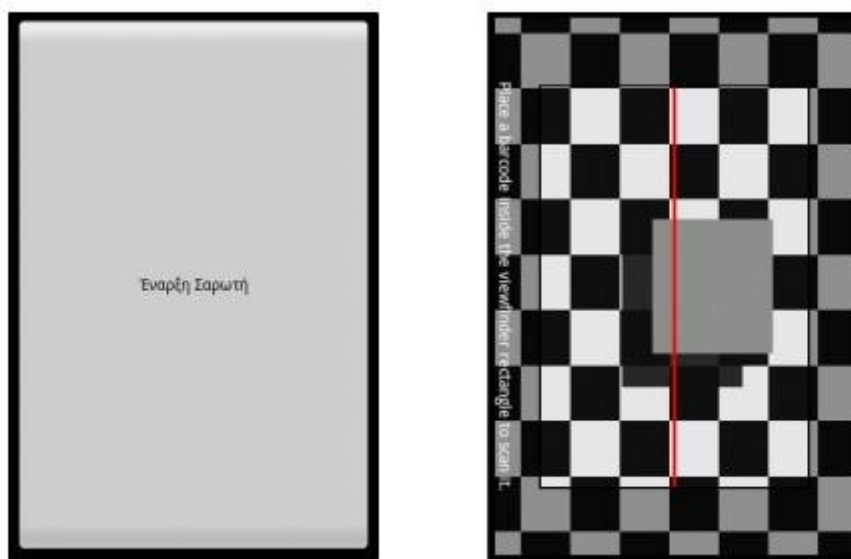 Έναρξη Σαρωτή
Place a barcode inside the viewfinder rectangle to scan it.